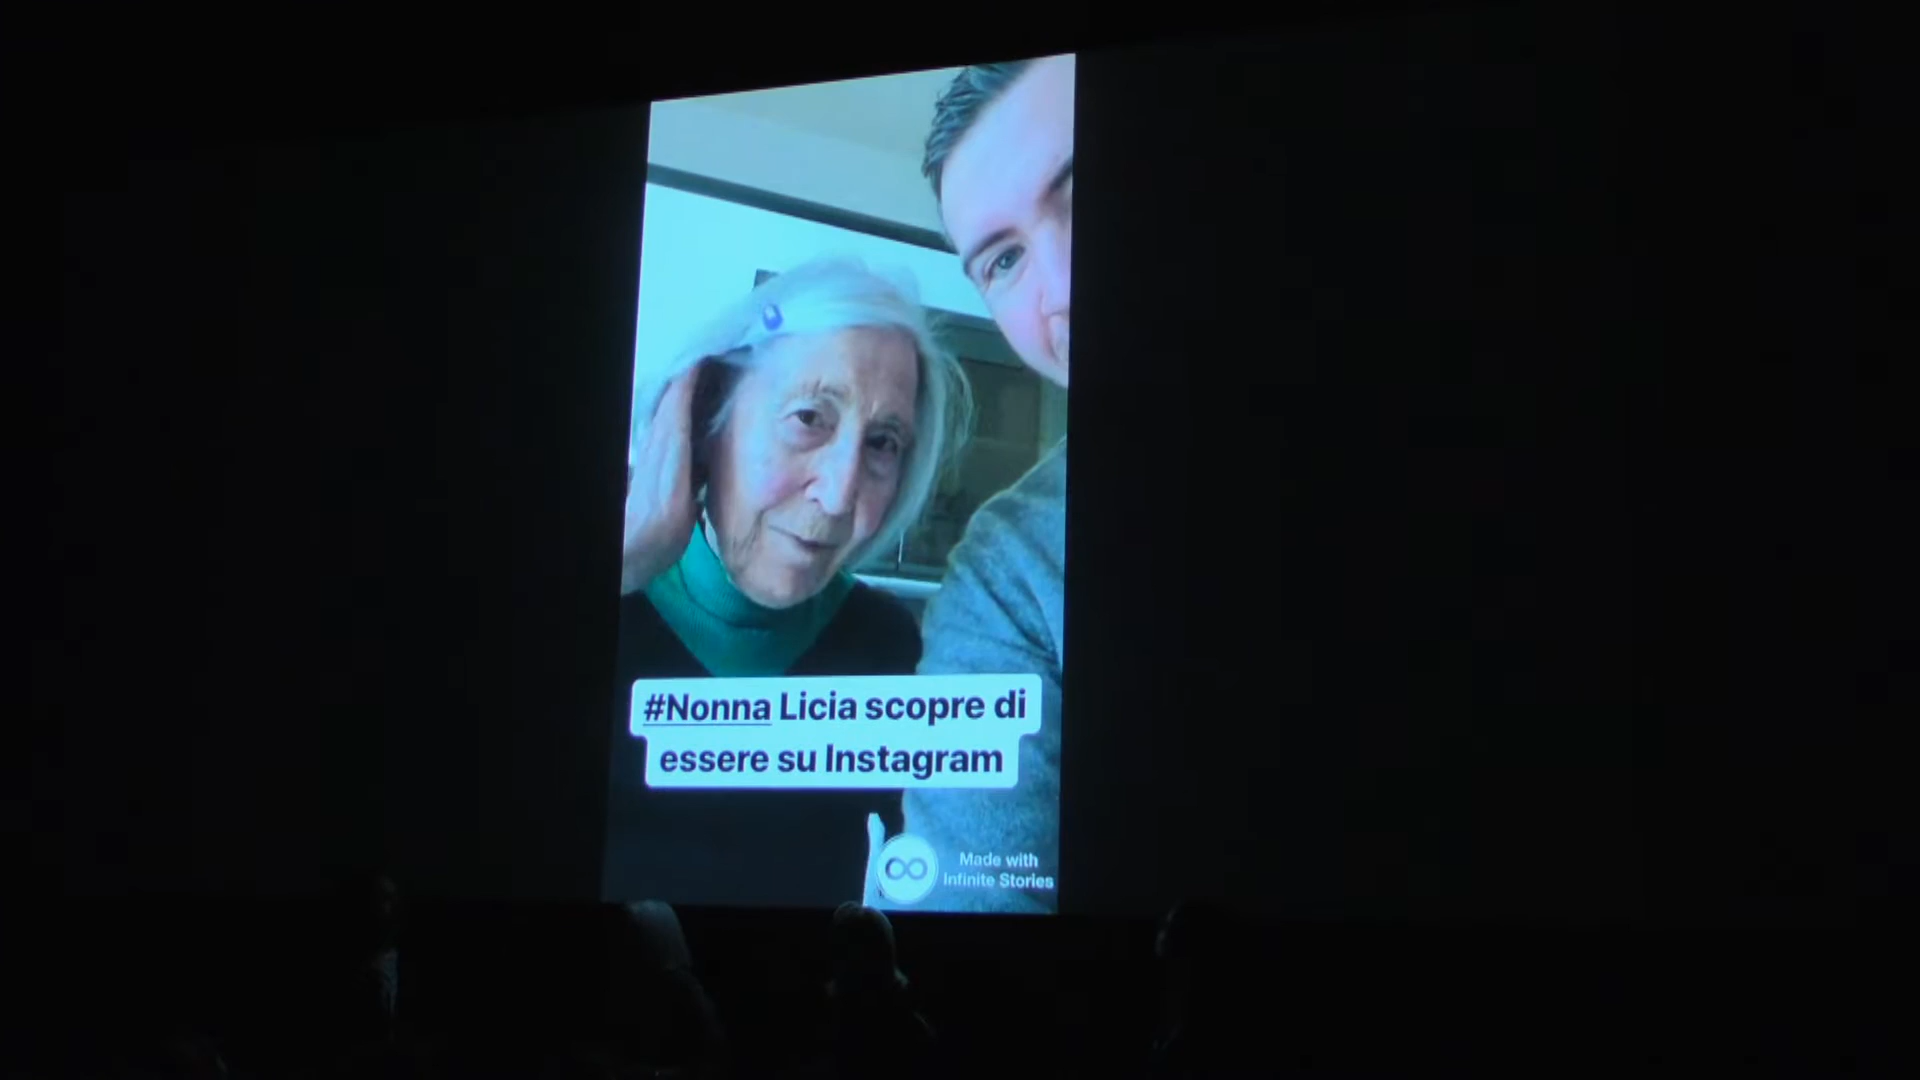 #Nonna Licia scopre di
essere su Instagram
Made with
Infinite Stories